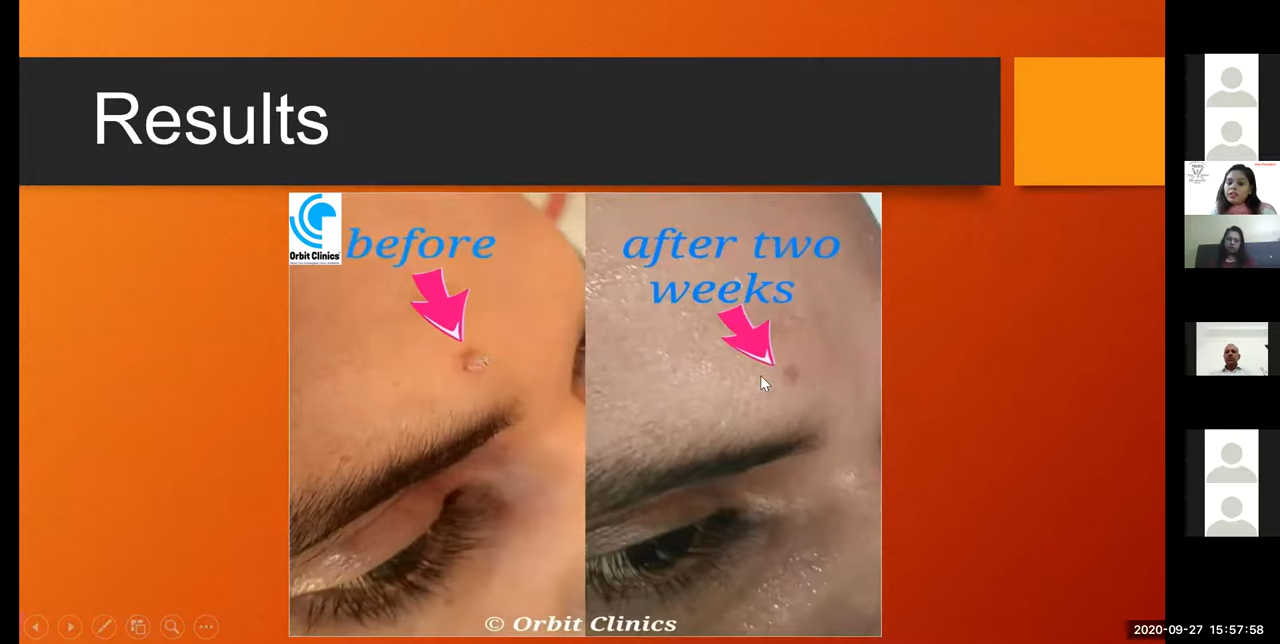 Results
Orbit Clinics
before
after two
weeks
© Orbit Clinics
2020-09-27 15:57:58